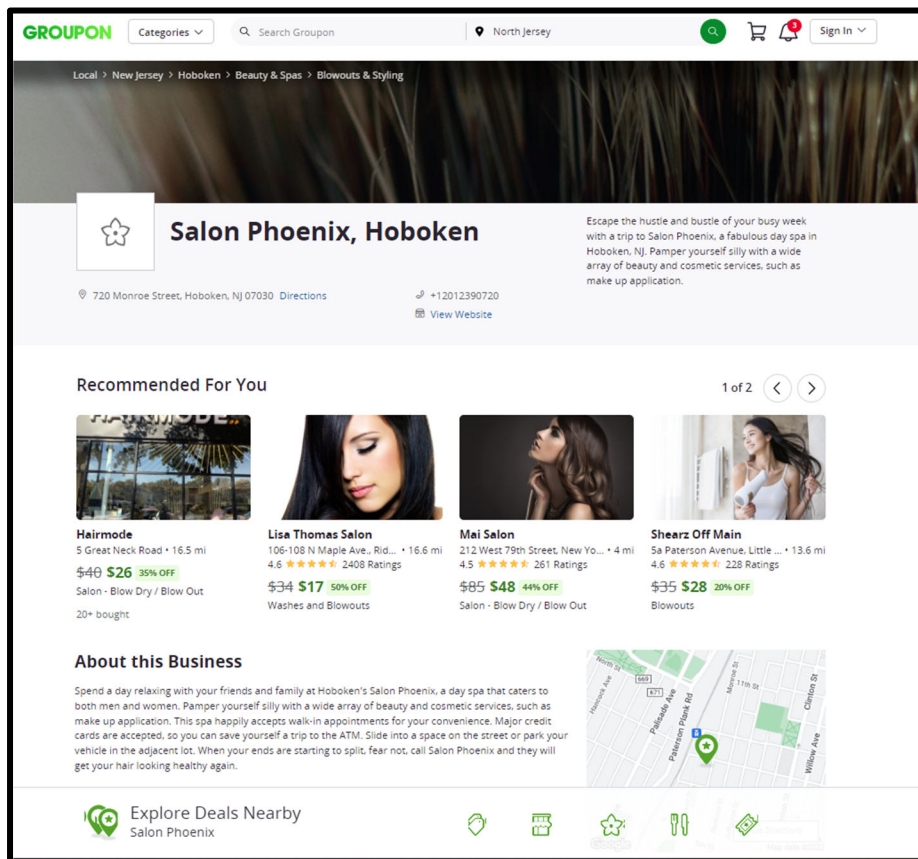 GROUPON
Categories
Search Groupon
North Jersey
3
Sign In
Local > New Jersey > Hoboken > Beauty & Spas > Blowouts & Styling
Salon Phoenix, Hoboken
Escape the hustle and bustle of your busy week
with a trip to Salon Phoenix, a fabulous day spa in
Hoboken, NJ. Pamper yourself silly with a wide
array of beauty and cosmetic services, such as
make up application.
720 Monroe Street, Hoboken, NJ 07030 Directions
+12012390720
View Website
Recommended For You
1 of 2
HAIRMODE
Hairmode
5 Great Neck Road • 16.5 mi
$40 $26 35% OFF
Salon - Blow Dry / Blow Out
20+ bought
Lisa Thomas Salon
106-108 N Maple Ave., Rid... • 16.6 mi
4.6 2408 Ratings
$34 $17 50% OFF
Washes and Blowouts
Mai Salon
212 West 79th Street, New Yo... • 4 mi
4.5 261 Ratings
$85 $48 44% OFF
Salon - Blow Dry / Blow Out
Shearz Off Main
5a Paterson Avenue, Little ... • 13.6 mi
4.6 228 Ratings
$35 $28 20% OFF
Blowouts
About this Business
Spend a day relaxing with your friends and family at Hoboken's Salon Phoenix, a day spa that caters to
both men and women. Pamper yourself silly with a wide array of beauty and cosmetic services, such as
make up application. This spa happily accepts walk-in appointments for your convenience. Major credit
cards are accepted, so you can save yourself a trip to the ATM. Slide into a space on the street or park your
vehicle in the adjacent lot. When your ends are starting to split, fear not, call Salon Phoenix and they will
get your hair looking healthy again.
North St
Hancock Ave
669
671
Palisade Ave
Paterson Plank Rd
Monroe St
11th St
Clinton St
Willow Ave
Explore Deals Nearby
Salon Phoenix